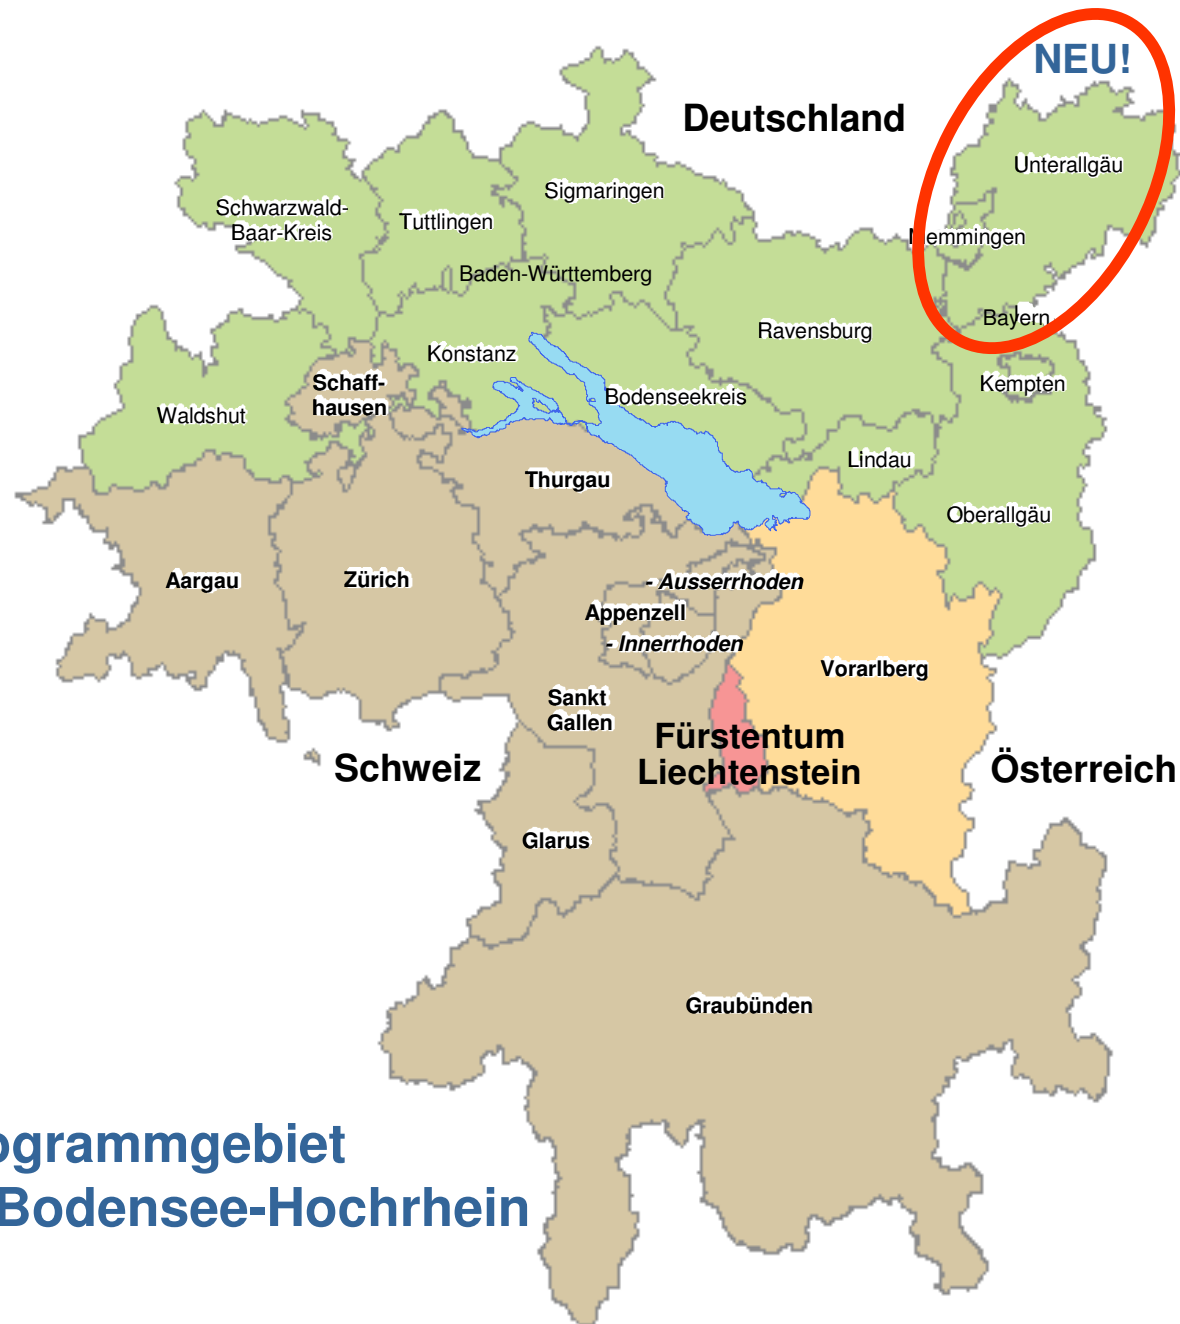 NEU!
Deutschland
Unterallgäu
Sigmaringen
Schwarzwald-
Baar-Kreis
Tuttlingen
Memmingen
Baden-Württemberg
Bayern
Ravensburg
Konstanz
Schaff-
hausen
Kempten
Bodenseekreis
Waldshut
Lindau
Thurgau
Oberallgäu
Aargau
Zürich
- Ausserrhoden
Appenzell
- Innerrhoden
Vorarlberg
Sankt
Gallen
Fürstentum
Liechtenstein
Schweiz
Österreich
Glarus
Graubünden
ogrammgebiet
Bodensee-Hochrhein